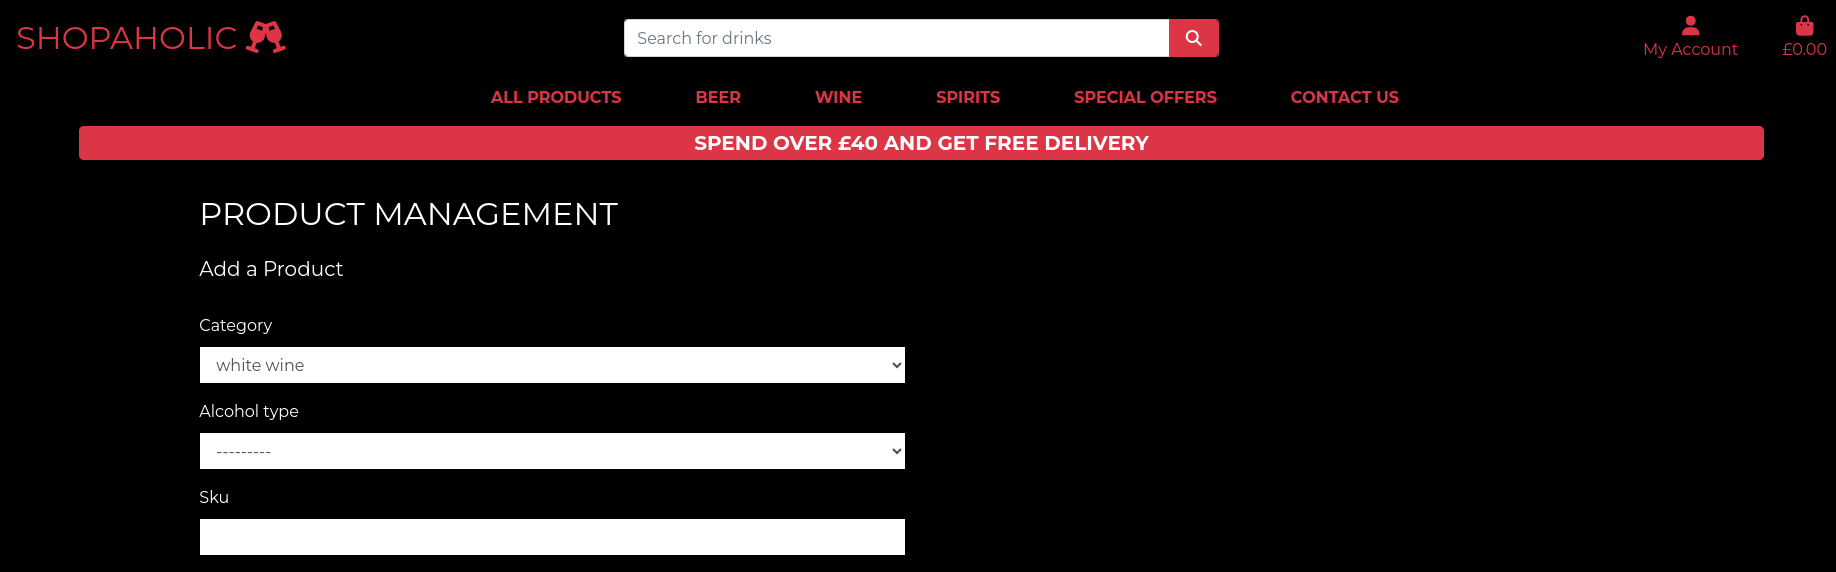 SHOPAHOLIC
Search for drinks
My Account
£0.00
ALL PRODUCTS BEER WINE SPIRITS SPECIAL OFFERS CONTACT US
SPEND OVER £40 AND GET FREE DELIVERY
PRODUCT MANAGEMENT
Add a Product
Category
white wine
Alcohol type
---------
Sku